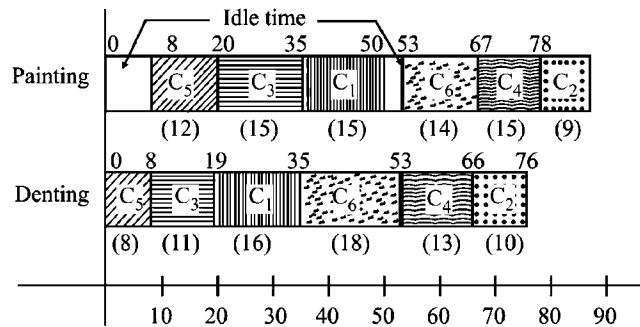 Idle time
0 8 20 35 50 53 67 78
Painting C5 C3 C1 C6 C4 C2
(12) (15) (15) (14) (15) (9)
0 8 19 35 53 66 76
Denting C5 C3 C1 C6 C4 C2
(8) (11) (16) (18) (13) (10)
10 20 30 40 50 60 70 80 90